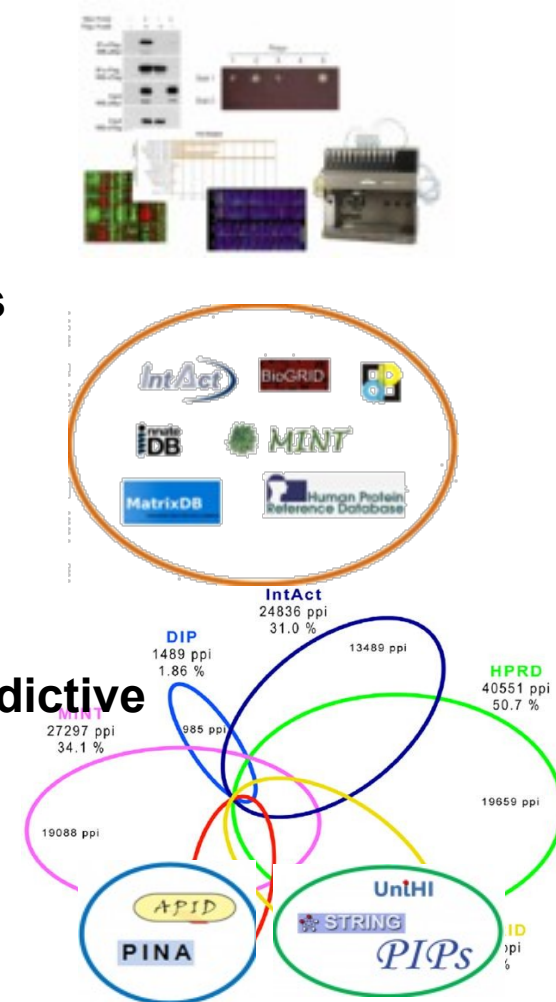 s
IntAct
BioGRID
innate
DB
MINT
MatrixDB
Human Protein
Reference Database
IntAct
24836 ppi
31.0 %
DIP
1489 ppi
1.86 %
13489 ppi
HPRD
40551 ppi
50.7 %
dictive
MINT
27297 ppi
34.1 %
985 ppi
19088 ppi
19659 ppi
APID
PINA
UniHI
STRING
PIPs
ID
ppi
%